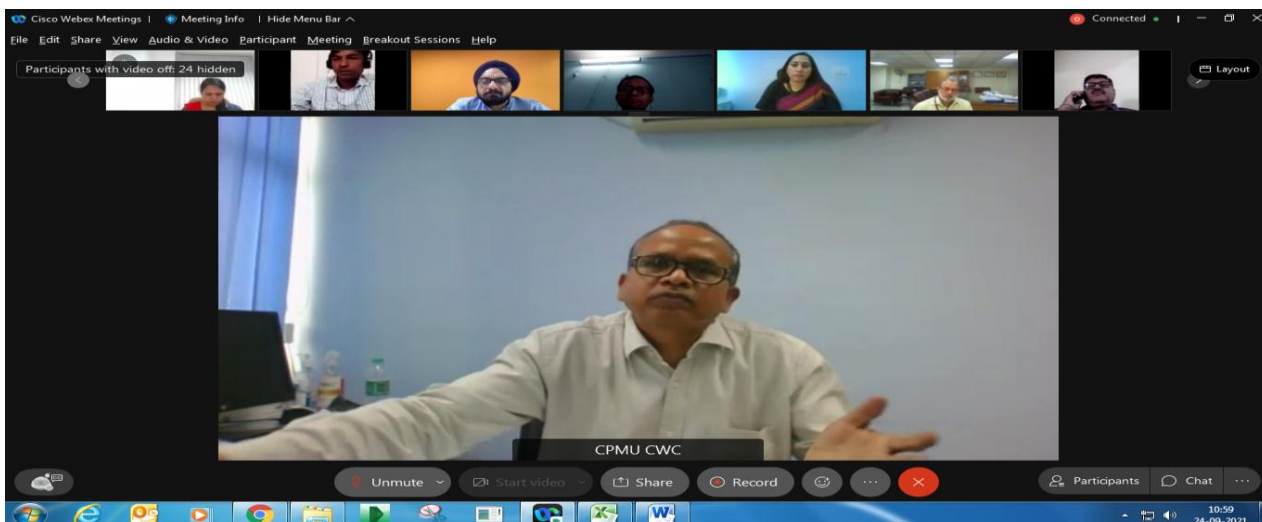 Cisco Webex Meetings | Meeting Info | Hide Menu Bar
Connected
File Edit Share View Audio & Video Participant Meeting Breakout Sessions Help
Participants with video off: 24 hidden
Layout
CPMU CWC
Unmute Start video Share Record Participants Chat
10:59
24-09-2021